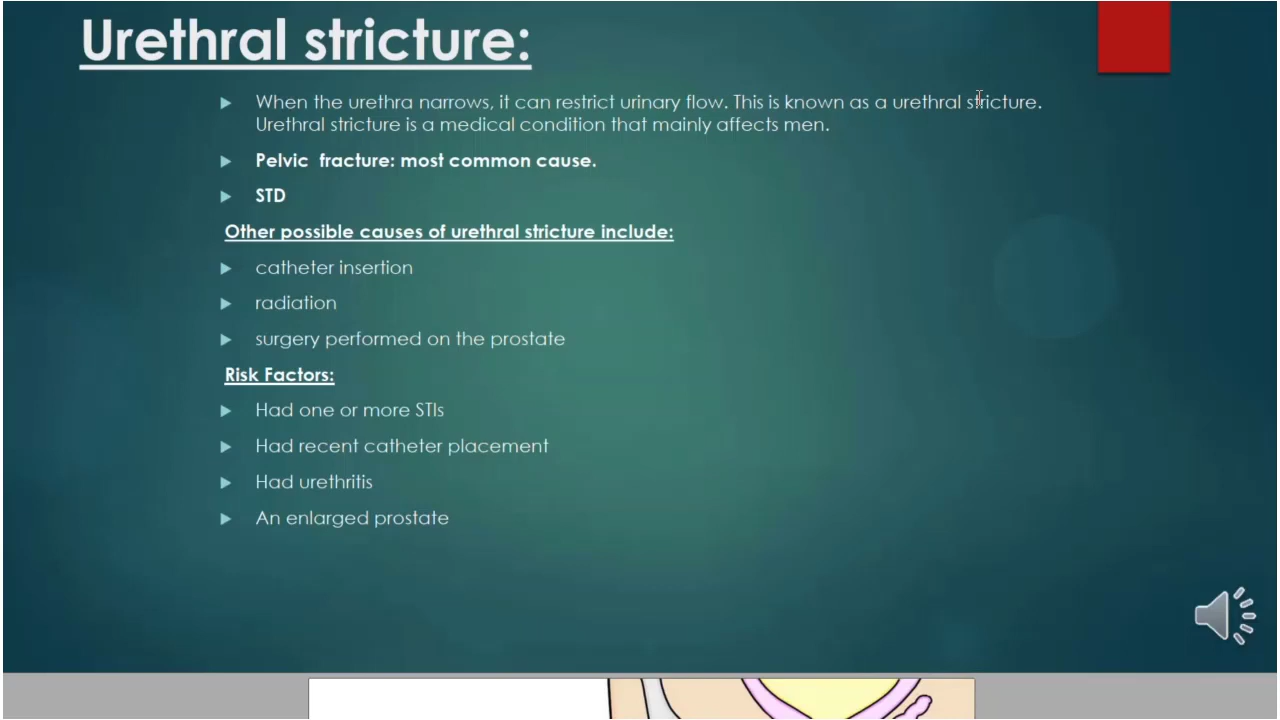 Urethral stricture:
When the urethra narrows, it can restrict urinary flow. This is known as a urethral stricture.
Urethral stricture is a medical condition that mainly affects men.
Pelvic  fracture: most common cause.
STD
Other possible causes of urethral stricture include:
catheter insertion
radiation
surgery performed on the prostate
Risk Factors:
Had one or more STIs
Had recent catheter placement
Had urethritis
An enlarged prostate